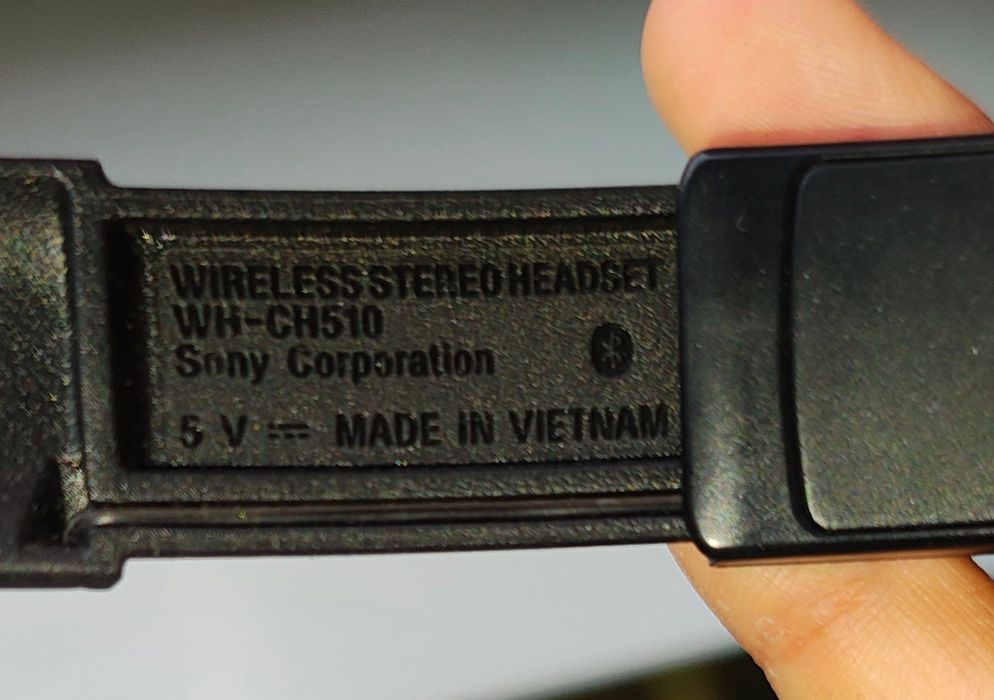 WIRELESS STEREO HEADSET
WH-CH510
Sony Corporation
5 V ⎓ MADE IN VIETNAM